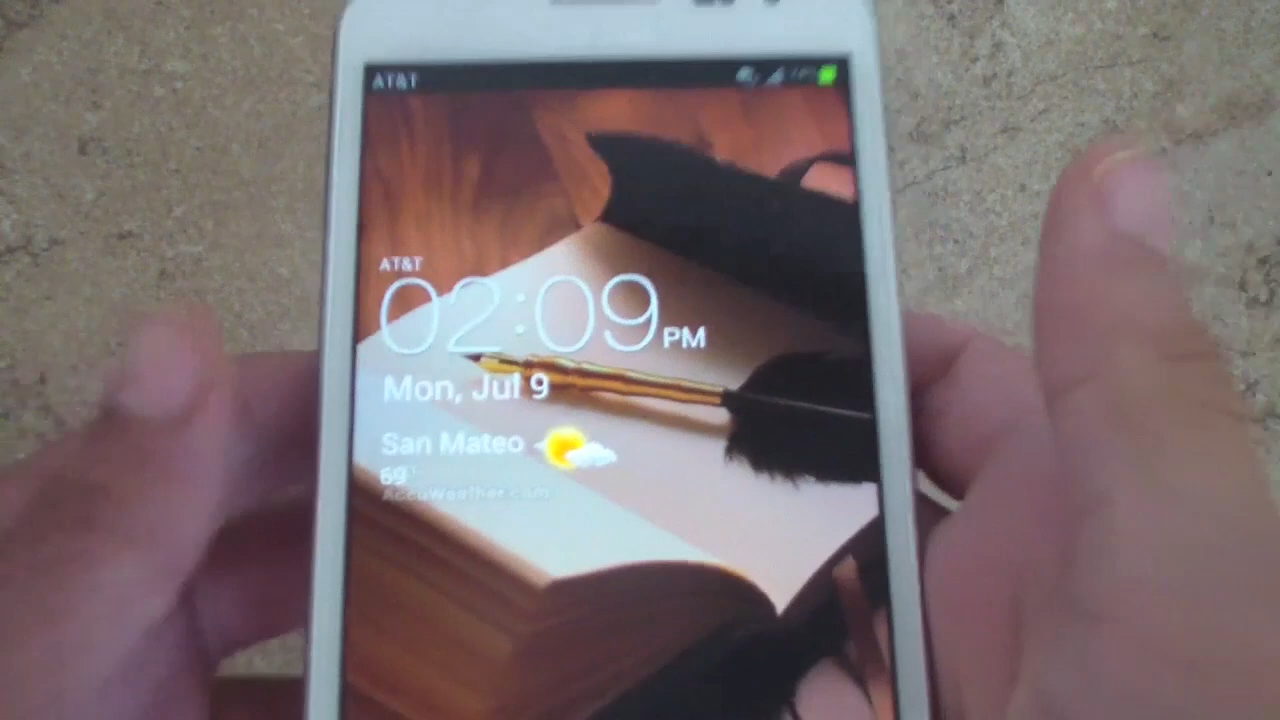 AT&T
AT&T
02:09 PM
Mon, Jul 9
San Mateo
69°
AccuWeather.com